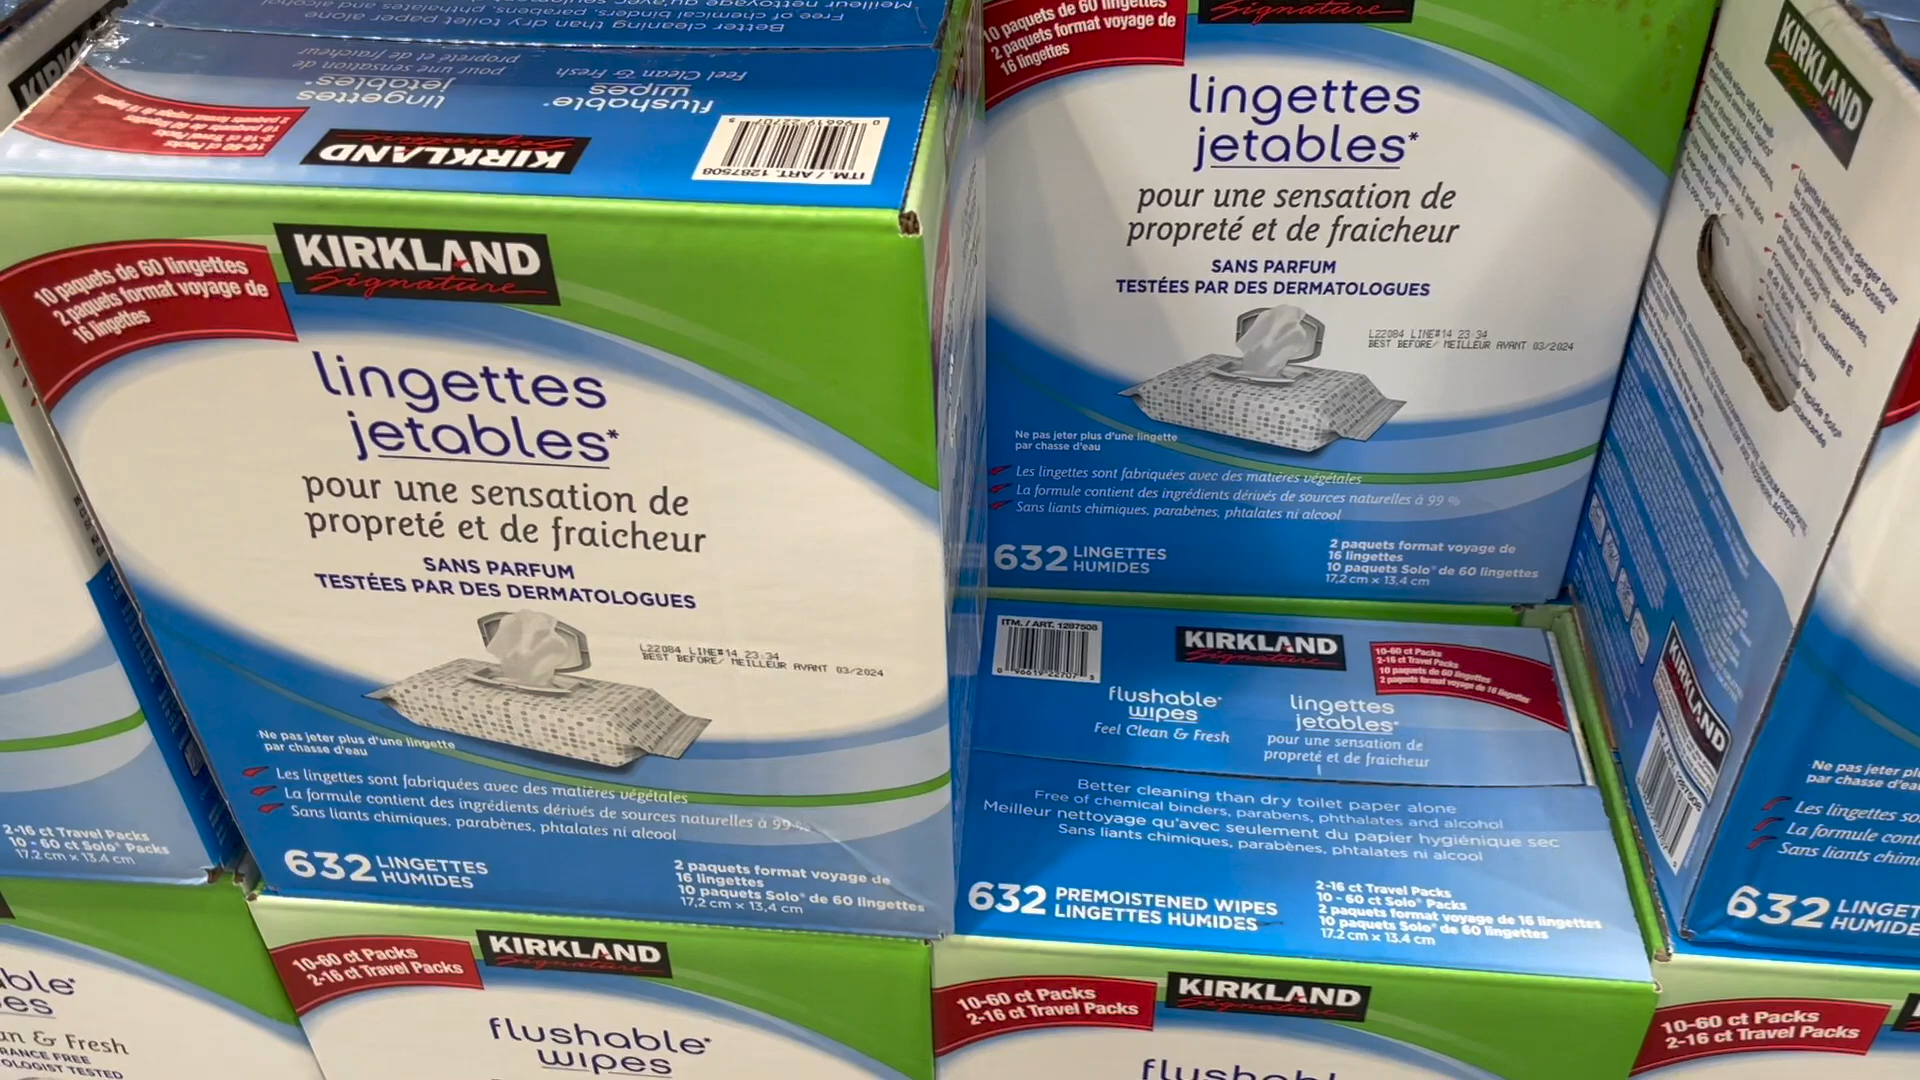 10 paquets de 60 lingettes
2 paquets format voyage de
16 lingettes
KIRKLAND
Signature
lingettes
jetables*
pour une sensation de
propreté et de fraicheur
SANS PARFUM
TESTÉES PAR DES DERMATOLOGUES
L22084 LINE#14 23:34
BEST BEFORE/ MEILLEUR AVANT 03/2024
Ne pas jeter plus d'une lingette
par chasse d'eau
Les lingettes sont fabriquées avec des matières végétales
La formule contient des ingrédients dérivés de sources naturelles à 99 %
Sans liants chimiques, parabènes, phtalates ni alcool
632 LINGETTES
HUMIDES
2 paquets format voyage de
16 lingettes
10 paquets Solo* de 60 lingettes
17,2 cm x 13,4 cm
Better cleaning than dry toilet paper alone
Free of chemical binders, parabens, phthalates and alcohol
flushable*
wipes
Feel Clean & Fresh
lingettes
jetables
pour une sensation de
propreté et de fraicheur
KIRKLAND
Signature
ITM. / ART. 1287508
0 96619 22707 5
10 paquets de 60 lingettes
2 paquets format voyage de
16 lingettes
Signature
lingettes
jetables*
pour une sensation de
propreté et de fraicheur
SANS PARFUM
TESTÉES PAR DES DERMATOLOGUES
L22084 LINE#14 23 34
BEST BEFORE/ MEILLEUR AVANT 03/2024
Ne pas jeter plus d'une lingette
par chasse d'eau
Les lingettes sont fabriquées avec des matières végétales
La formule contient des ingrédients dérivés de sources naturelles à 99 %
Sans liants chimiques, parabènes, phtalates ni alcool
632 LINGETTES
HUMIDES
2 paquets format voyage de
16 lingettes
10 paquets Solo* de 60 lingettes
17,2 cm x 13,4 cm
ITM. / ART. 1287508
0 96619 22707 5
KIRKLAND
Signature
10-60 ct Packs
2-16 ct Travel Packs
10 paquets de 60 lingettes
2 paquets format voyage de 16 lingettes
flushable*
wipes
Feel Clean & Fresh
lingettes
jetables*
pour une sensation de
propreté et de fraicheur
Better cleaning than dry toilet paper alone
Free of chemical binders, parabens, phthalates and alcohol
Meilleur nettoyage qu'avec seulement du papier hygiénique sec
Sans liants chimiques, parabènes, phtalates ni alcool
632 PREMOISTENED WIPES
LINGETTES HUMIDES
2-16 ct Travel Packs
10 - 60 ct Solo* Packs
2 paquets format voyage de 16 lingettes
10 paquets Solo* de 60 lingettes
17.2 cm x 13.4 cm
KIRKLAND
Signature
KIRKLAND
Signature
Ne pas jeter pl
par chasse d'eau
Les lingettes so
La formule cont
Sans liants chim
632 LINGET
HUMIDE
2-16 ct Travel Packs
10 - 60 ct Solo* Packs
17.2 cm x 13.4 cm
able*
es
an & Fresh
RANCE FREE
OLOGIST TESTED
10-60 ct Packs
2-16 ct Travel Packs
KIRKLAND
Signature
flushable*
wipes
10-60 ct Packs
2-16 ct Travel Packs
KIRKLAND
Signature
flushabl
10-60 ct Packs
2-16 ct Travel Packs